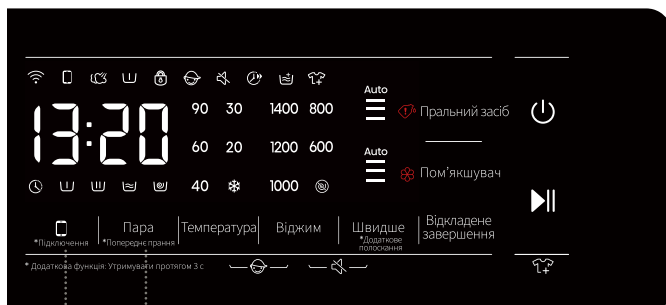 Auto
13:20
90 30 1400 800
Пральний засіб
60 20 1200 600
Auto
Пом’якшувач
40 1000
Пара Температура Віджим Швидше Відкладене завершення
*Підключення *Попереднє прання *Додаткове полоскання
* Додаткова функція: Утримувати протягом 3 с